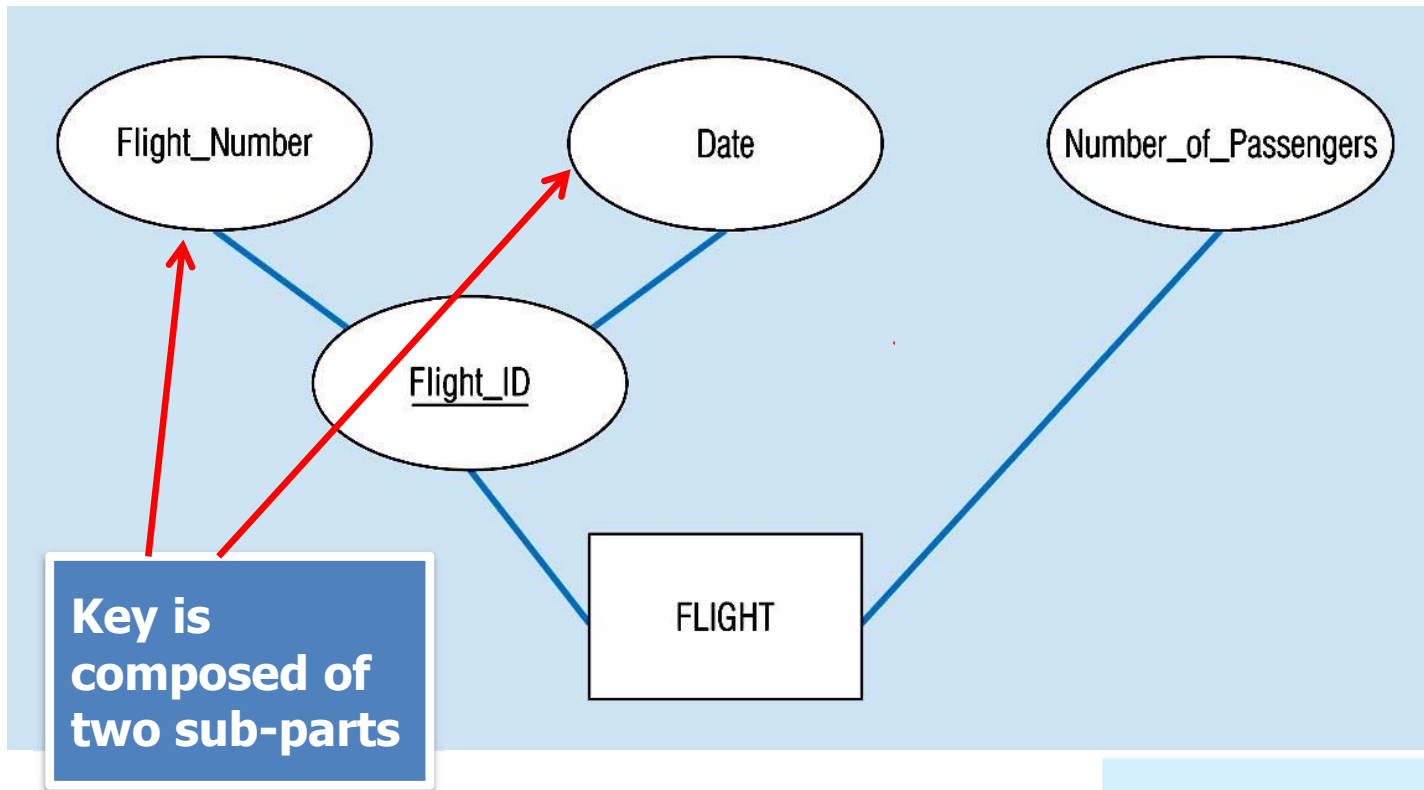 Flight_Number
Date
Number_of_Passengers
Flight_ID
FLIGHT
Key is
composed of
two sub-parts